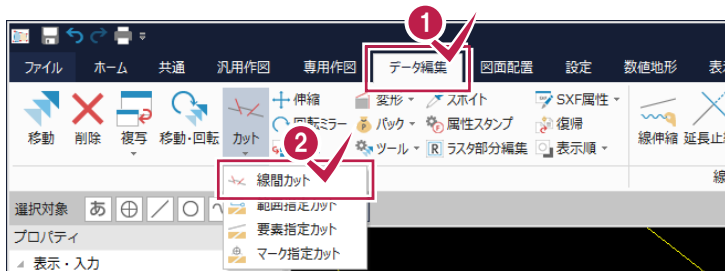 1
ファイル ホーム 共通 汎用作図 専用作図 データ編集 図面配置 設定 数値地形
移動 削除 複写 移動・回転 カット
伸縮 変形 スポイト SXF属性
回転ミラー パック 属性スタンプ 復帰
ツール R ラスタ部分編集 表示順
線伸縮
2
線間カット
範囲指定カット
要素指定カット
マーク指定カット
選択対象 あ
プロパティ
表示・入力